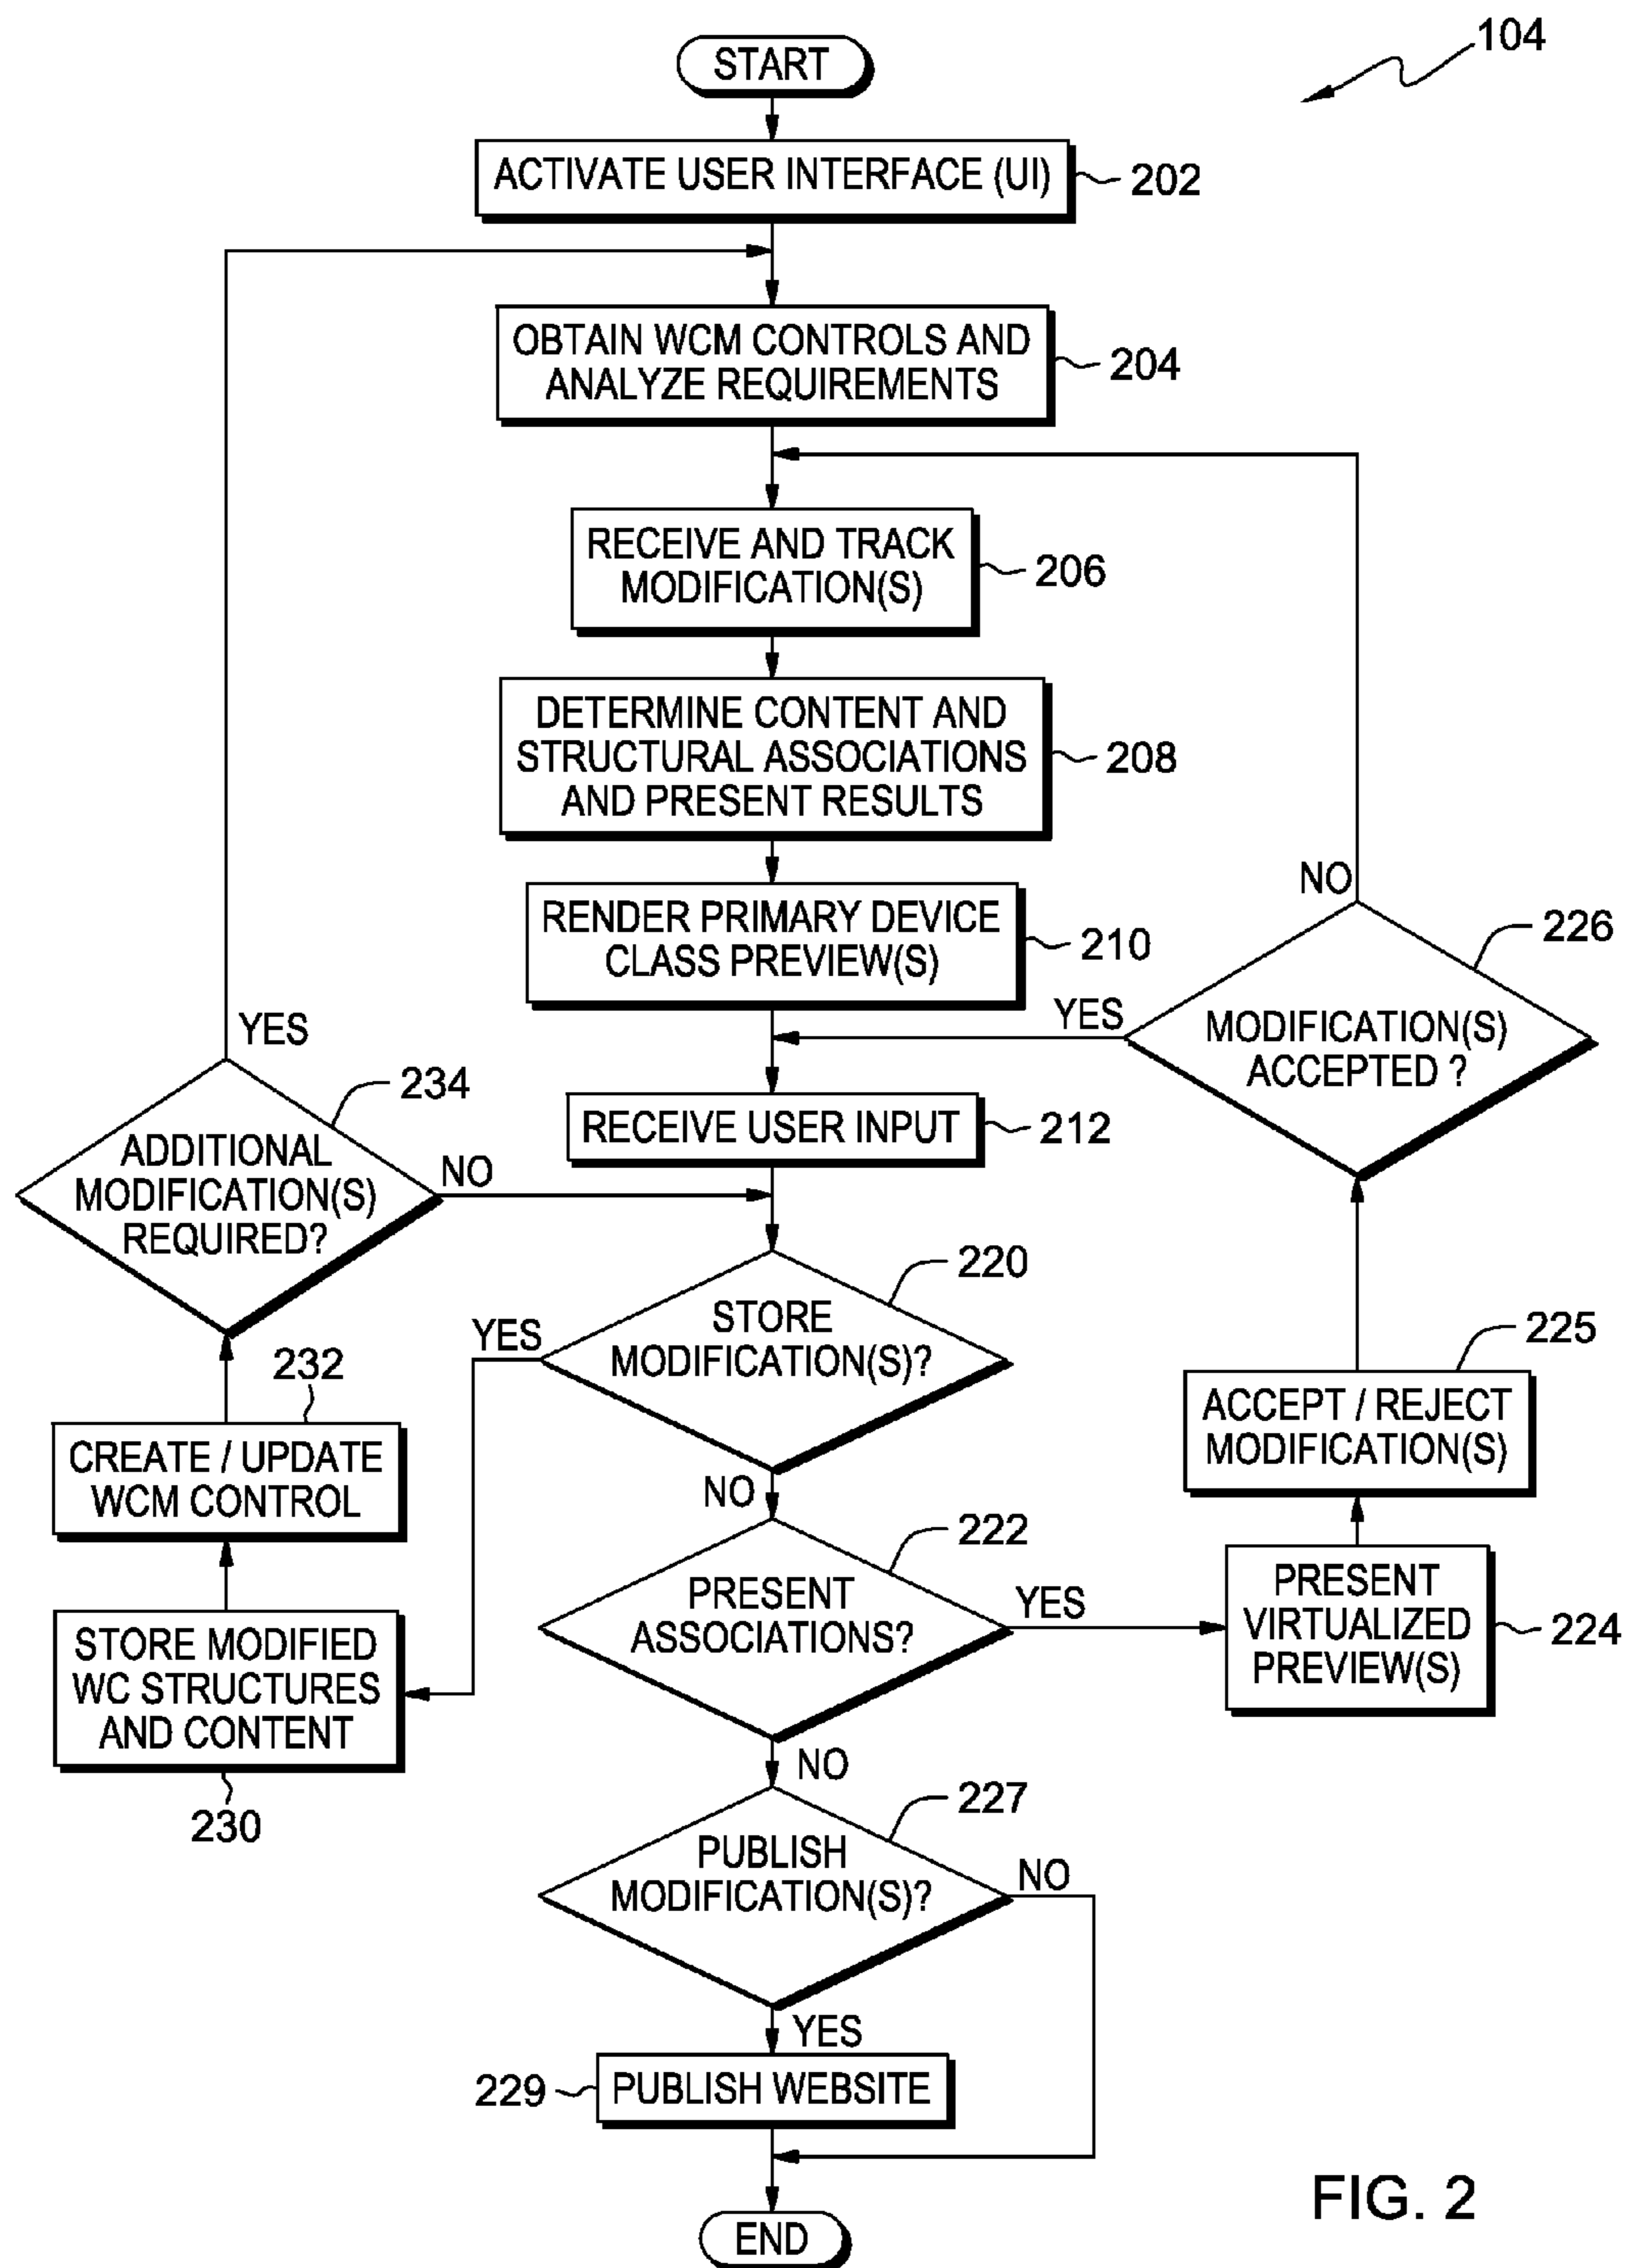 START
104
ACTIVATE USER INTERFACE (UI)
202
OBTAIN WCM CONTROLS AND
ANALYZE REQUIREMENTS
204
RECEIVE AND TRACK
MODIFICATION(S)
206
DETERMINE CONTENT AND
STRUCTURAL ASSOCIATIONS
AND PRESENT RESULTS
208
RENDER PRIMARY DEVICE
CLASS PREVIEW(S)
210
NO
226
MODIFICATION(S)
ACCEPTED ?
YES
RECEIVE USER INPUT
212
YES
234
ADDITIONAL
MODIFICATION(S)
REQUIRED?
NO
220
STORE
MODIFICATION(S)?
YES
NO
225
ACCEPT / REJECT
MODIFICATION(S)
232
CREATE / UPDATE
WCM CONTROL
222
PRESENT
ASSOCIATIONS?
YES
PRESENT
VIRTUALIZED
PREVIEW(S)
224
STORE MODIFIED
WC STRUCTURES
AND CONTENT
230
NO
227
PUBLISH
MODIFICATION(S)?
NO
YES
229
PUBLISH WEBSITE
END
FIG. 2